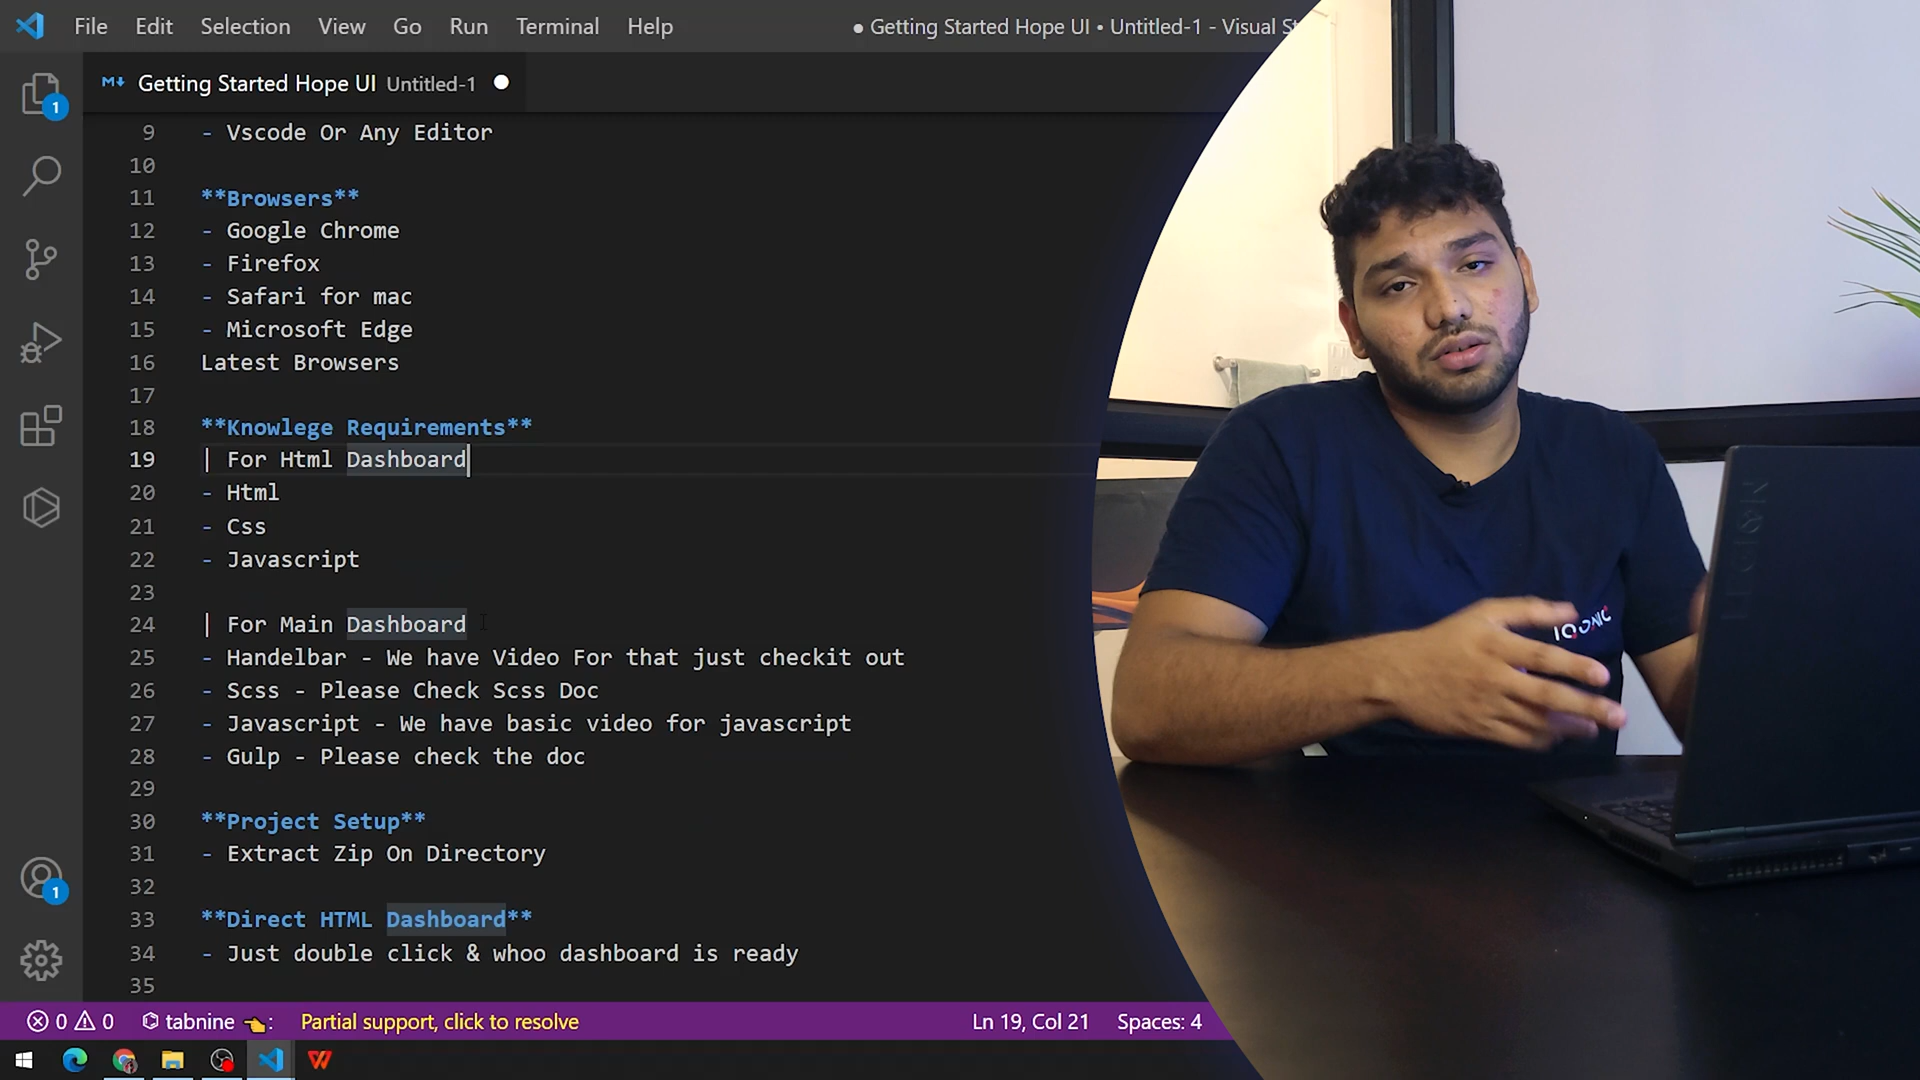 File Edit Selection View Go Run Terminal Help ● Getting Started Hope UI • Untitled-1 - Visual
Getting Started Hope UI Untitled-1
9 - Vscode Or Any Editor
10
11 **Browsers**
12 - Google Chrome
13 - Firefox
14 - Safari for mac
15 - Microsoft Edge
16 Latest Browsers
17
18 **Knowlege Requirements**
19 | For Html Dashboard
20 - Html
21 - Css
22 - Javascript
23
24 | For Main Dashboard
25 - Handelbar - We have Video For that just checkit out
26 - Scss - Please Check Scss Doc
27 - Javascript - We have basic video for javascript
28 - Gulp - Please check the doc
29
30 **Project Setup**
31 - Extract Zip On Directory
32
33 **Direct HTML Dashboard**
34 - Just double click & whoo dashboard is ready
35
1
1
0 0 tabnine : Partial support, click to resolve Ln 19, Col 21 Spaces: 4
IQONIC